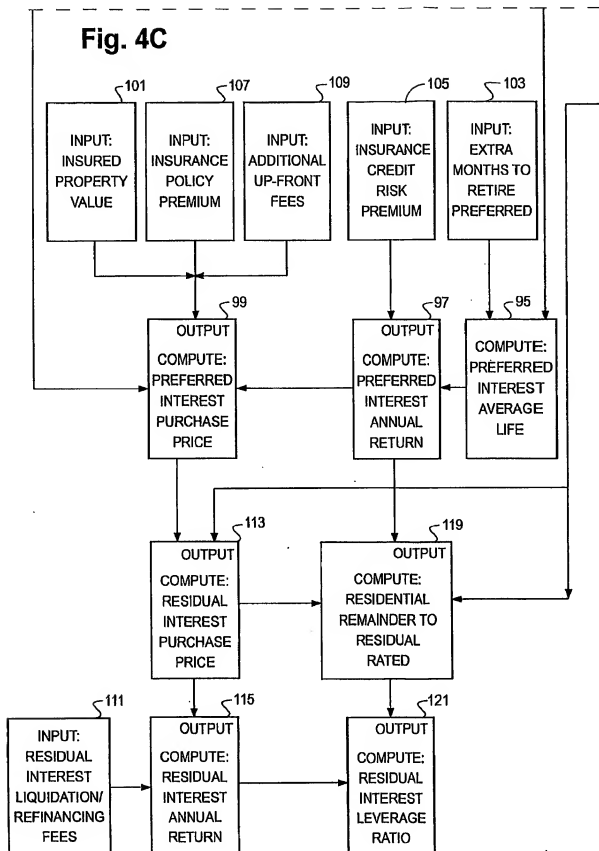 Fig. 4C
101
INPUT:
INSURED
PROPERTY
VALUE
107
INPUT:
INSURANCE
POLICY
PREMIUM
109
INPUT:
ADDITIONAL
UP-FRONT
FEES
105
INPUT:
INSURANCE
CREDIT
RISK
PREMIUM
103
INPUT:
EXTRA
MONTHS TO
RETIRE
PREFERRED
99
OUTPUT
COMPUTE:
PREFERRED
INTEREST
PURCHASE
PRICE
97
OUTPUT
COMPUTE:
PREFERRED
INTEREST
ANNUAL
RETURN
95
COMPUTE:
PREFERRED
INTEREST
AVERAGE
LIFE
113
OUTPUT
COMPUTE:
RESIDUAL
INTEREST
PURCHASE
PRICE
119
OUTPUT
COMPUTE:
RESIDENTIAL
REMAINDER TO
RESIDUAL
RATED
111
INPUT:
RESIDUAL
INTEREST
LIQUIDATION/
REFINANCING
FEES
115
OUTPUT
COMPUTE:
RESIDUAL
INTEREST
ANNUAL
RETURN
121
OUTPUT
COMPUTE:
RESIDUAL
INTEREST
LEVERAGE
RATIO